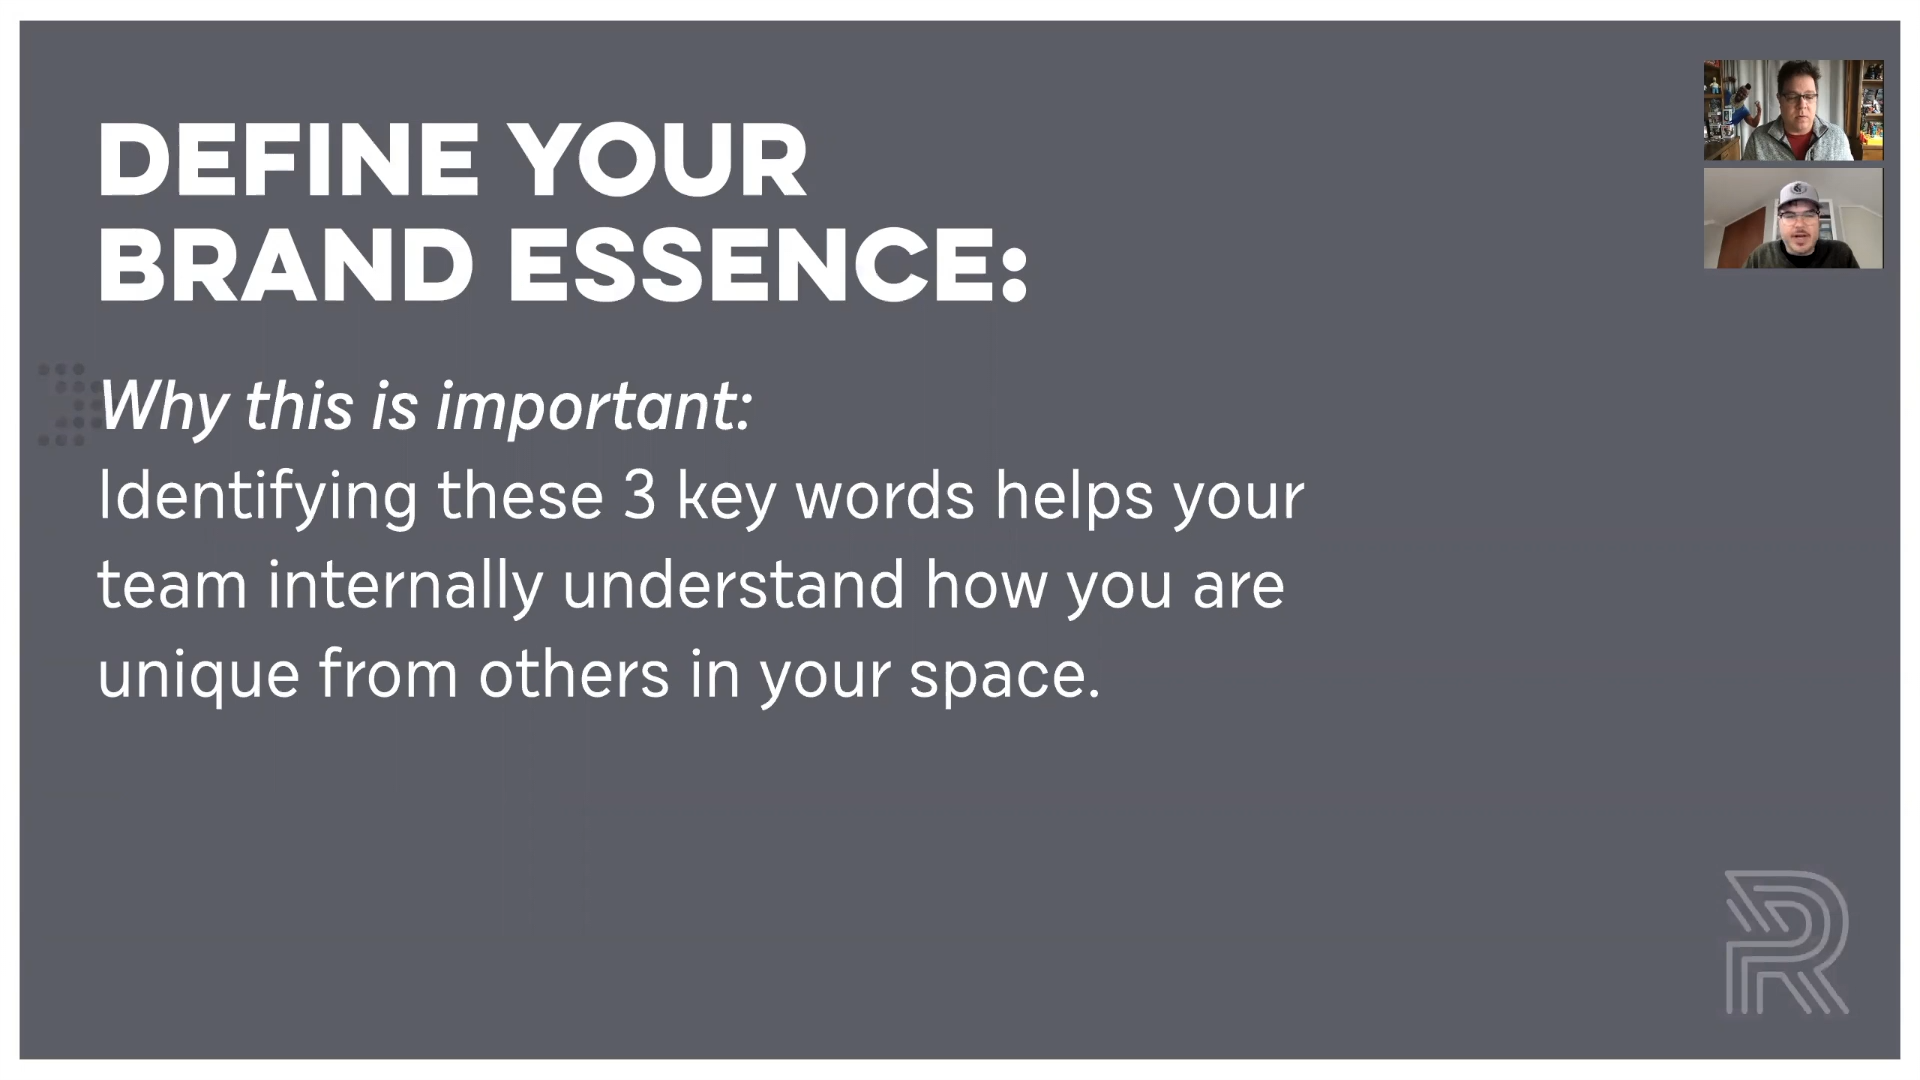 DEFINE YOUR
BRAND ESSENCE:
Why this is important:
Identifying these 3 key words helps your
team internally understand how you are
unique from others in your space.
R